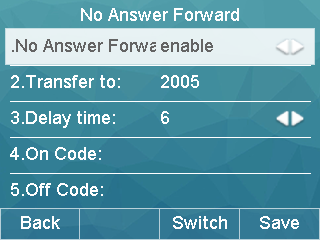 No Answer Forward
.No Answer Forwa enable
2.Transfer to: 2005
3.Delay time: 6
4.On Code:
5.Off Code:
Back Switch Save